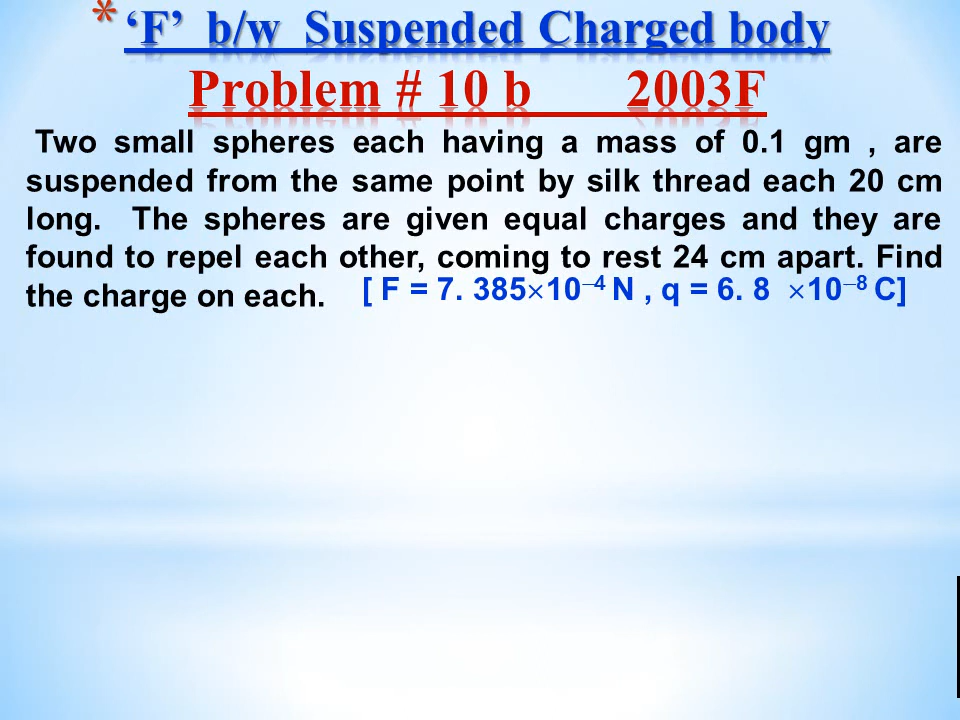 * ‘F’ b/w Suspended Charged body
Problem # 10 b 2003F
Two small spheres each having a mass of 0.1 gm , are
suspended from the same point by silk thread each 20 cm
long. The spheres are given equal charges and they are
found to repel each other, coming to rest 24 cm apart. Find
the charge on each. [ F = 7. 385×10–4 N , q = 6. 8 ×10–8 C]